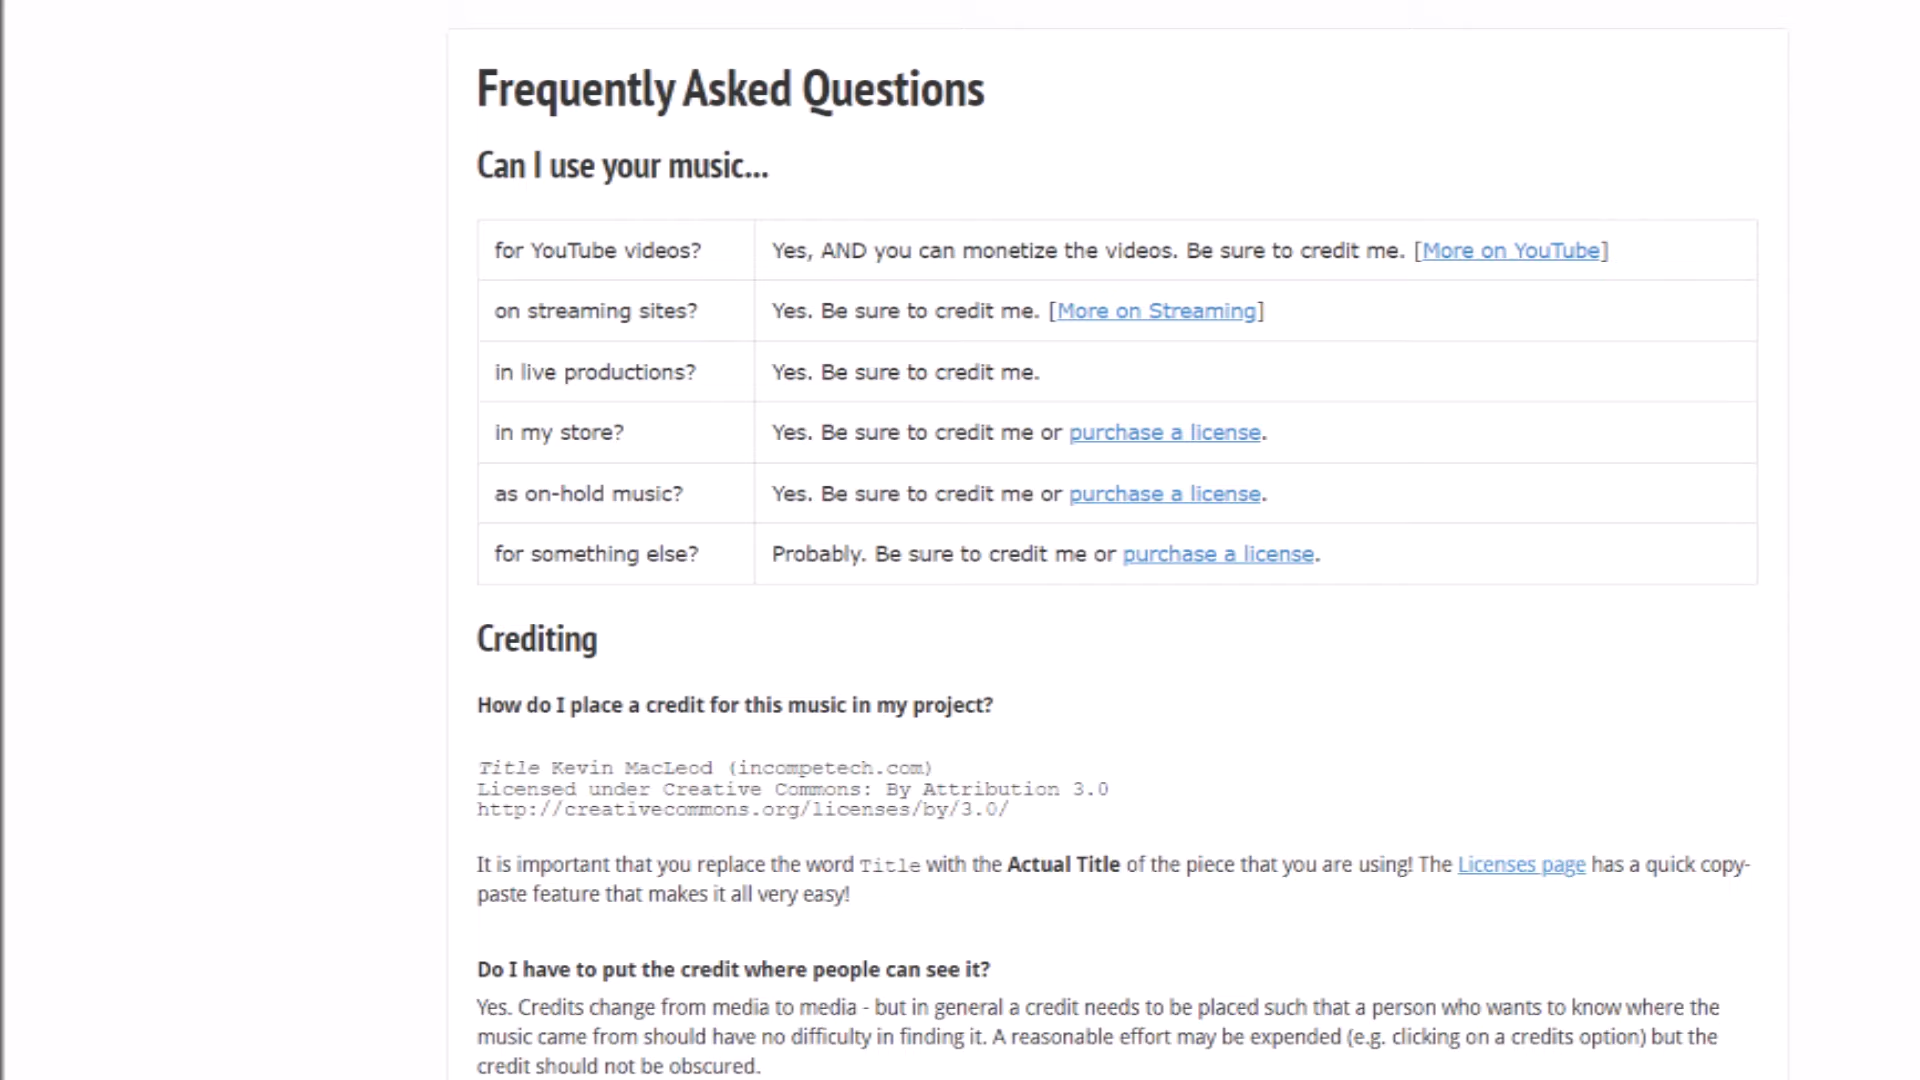 Frequently Asked Questions
Can I use your music...
for YouTube videos? Yes, AND you can monetize the videos. Be sure to credit me. [More on YouTube]
on streaming sites? Yes. Be sure to credit me. [More on Streaming]
in live productions? Yes. Be sure to credit me.
in my store? Yes. Be sure to credit me or purchase a license.
as on-hold music? Yes. Be sure to credit me or purchase a license.
for something else? Probably. Be sure to credit me or purchase a license.
Crediting
How do I place a credit for this music in my project?
Title Kevin MacLeod (incompetech.com)
Licensed under Creative Commons: By Attribution 3.0
http://creativecommons.org/licenses/by/3.0/
It is important that you replace the word Title with the Actual Title of the piece that you are using! The Licenses page has a quick copy-
paste feature that makes it all very easy!
Do I have to put the credit where people can see it?
Yes. Credits change from media to media - but in general a credit needs to be placed such that a person who wants to know where the
music came from should have no difficulty in finding it. A reasonable effort may be expended (e.g. clicking on a credits option) but the
credit should not be obscured.